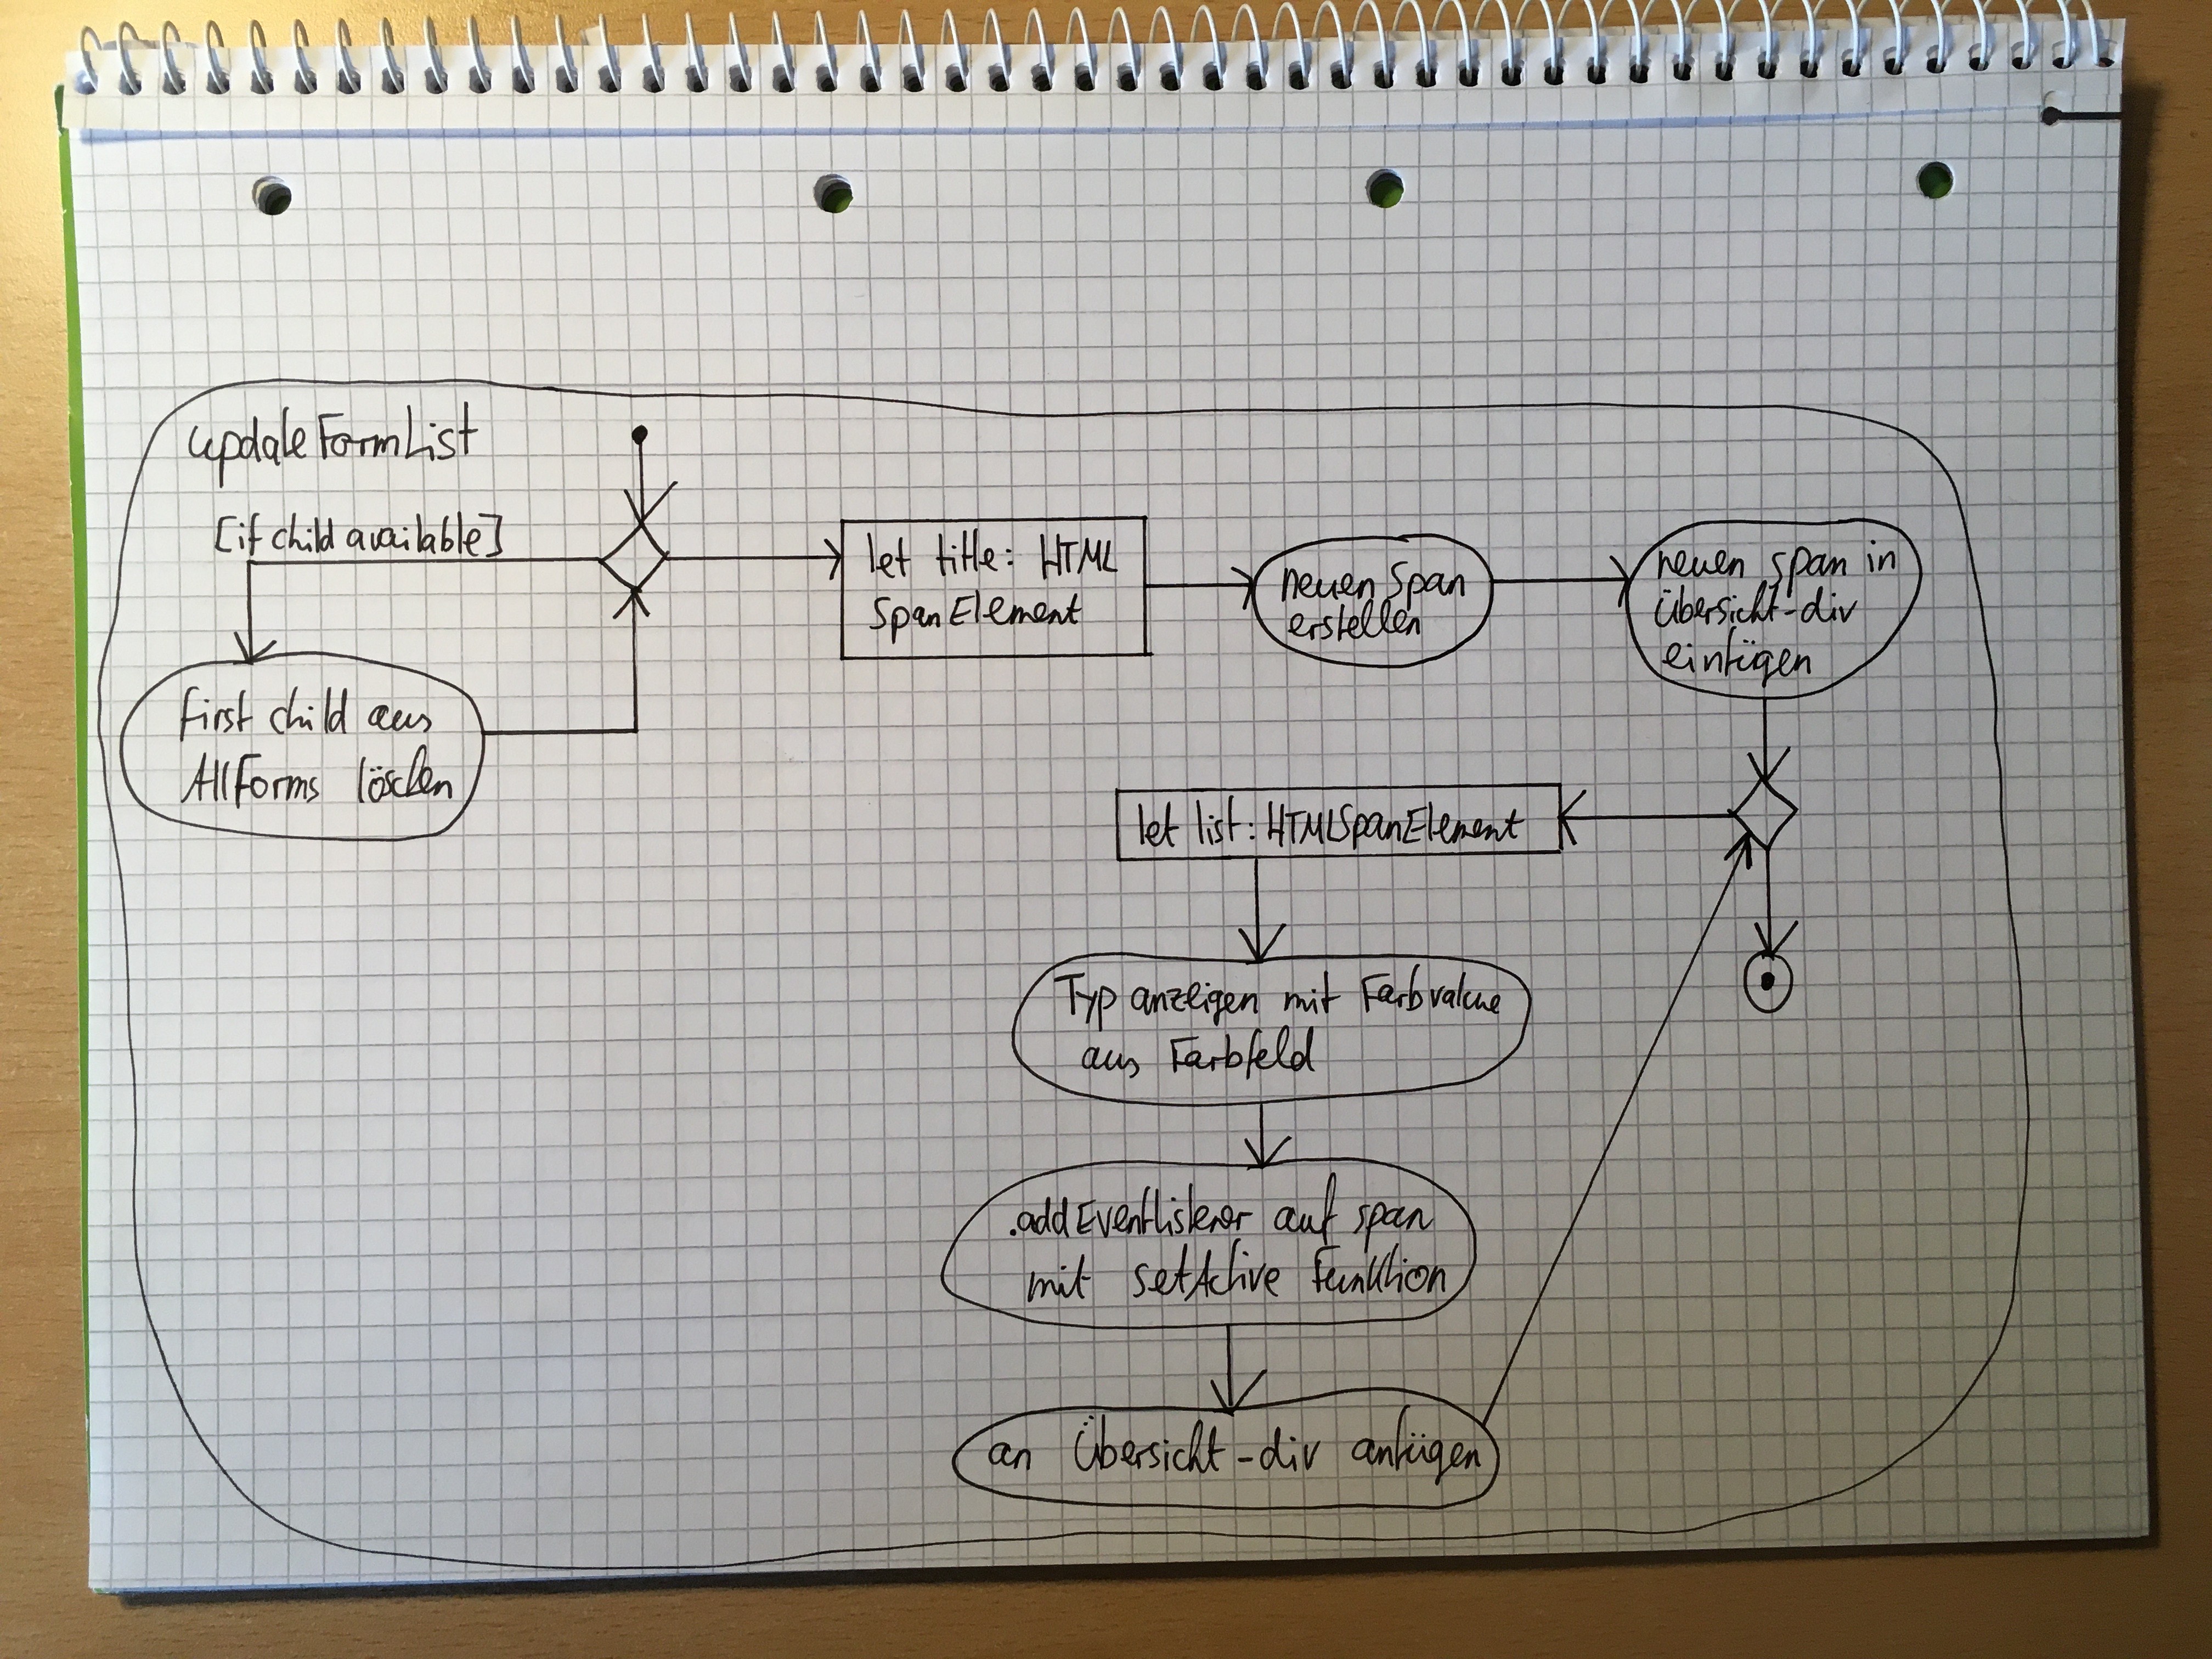 updateFormList
[if child available]
first child aus
AllForms löschen
let title: HTML
SpanElement
neuen Span
erstellen
neuen span in
Übersicht-div
einfügen
let list: HTMLSpanElement
Typ anzeigen mit Farbvalue
aus Farbfeld
.addEventlistener auf span
mit setActive Funktion
an Übersicht-div anfügen